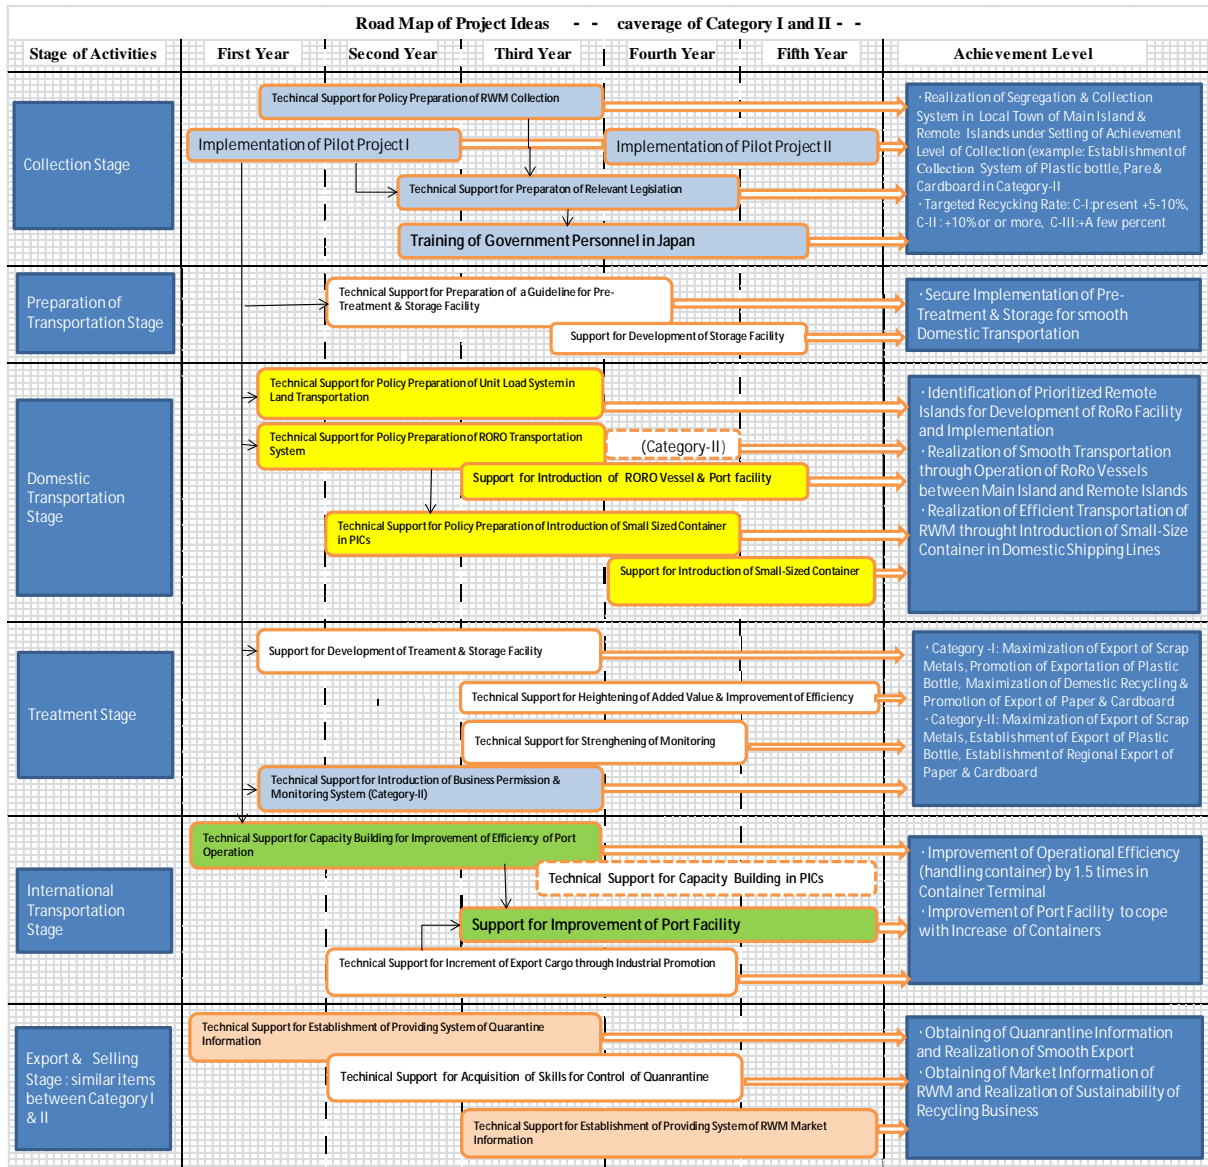 Road Map of Project Ideas - - caverage of Category I and II - -
Stage of Activities
First Year
Second Year
Third Year
Fourth Year
Fifth Year
Achievement Level
Collection Stage
Techincal Support for Policy Preparation of RWM Collection
Implementation of Pilot Project I
Implementation of Pilot Project II
Technical Support for Preparaton of Relevant Legislation
Training of Government Personnel in Japan
・Realization of Segregation & Collection
System in Local Town of Main Island &
Remote Islands under Setting of Achievement
Level of Collection (example: Establishment of
Collection System of Plastic bottle, Pare &
Cardboard in Category-II
・Targeted Recycking Rate: C-I:present +5-10%、
C-II : +10% or or more, C-III:+A few percent
Preparation of
Transportation Stage
Technical Support for Preparation of a Guideline for Pre-
Treatment & Storage Facility
Support for Development of Storage Facility
・Secure Implementation of Pre-
Treatment & Storage for smooth
Domestic Transportation
Domestic
Transportation
Stage
Technical Support for Policy Preparation of Unit Load System in
Land Transportation
Technical Support for Policy Preparation of RORO Transportation
System
(Category-II)
Support for Introduction of RORO Vessel & Port facility
Technical Support for Policy Preparation of Introduction of Small Sized Container
in PICs
Support for Introduction of Small-Sized Container
・Identification of Prioritized Remote
Islands for Development of RoRo Facility
and Implementation
・Realization of Smooth Transportation
through Operation of RoRo Vessels
between Main Island and Remote Islands
・Realization of Efficient Transportation of
RWM throught Introduction of Small-Size
Container in Domestic Shipping Lines
Treatment Stage
Support for Development of Treament & Storage Facility
Technical Support for Heightening of Added Value & Improvement of Efficiency
Technical Support for Strenghening of Monitoring
Technical Support for Introduction of Business Permission &
Monitoring System (Category-II)
・Category -I: Maximization of Export of Scrap
Metals, Promotion of Exportation of Plastic
Bottle, Maximization of Demestic Recycling &
Promotion of Export of Paper & Cardboard
・Category-II: Maximization of Export of Scrap
Metals, Establishment of Export of Plastic
Bottle, Establishment of Regional Export of
Paper & Cardboard
International
Transportation
Stage
Technical Support for Capacity Building for Improvement of Efficiency of Port
Operation
Technical Support for Capacity Building in PICs
Support for Improvement of Port Facility
Technical Support for Increment of Export Cargo through Industrial Promotion
・Improvement of Operational Efficiency
(handling container) by 1.5 times in
Container Terminal
・Improvement of Port Facility to cope
with Increase of Containers
Export & Selling
Stage : similar items
between Category I
& II
Technical Support for Establishment of Providing System of Quarantine
Information
Techinical Support for Acquisition of Skills for Control of Quanrantine
Technical Support for Establishment of Providing System of RWM Market
Information
・Obtaining of Quanrantine Information
and Realization of Smooth Export
・Obtaining of Market Information of
RWM and Realization of Sustainability of
Recycling Business